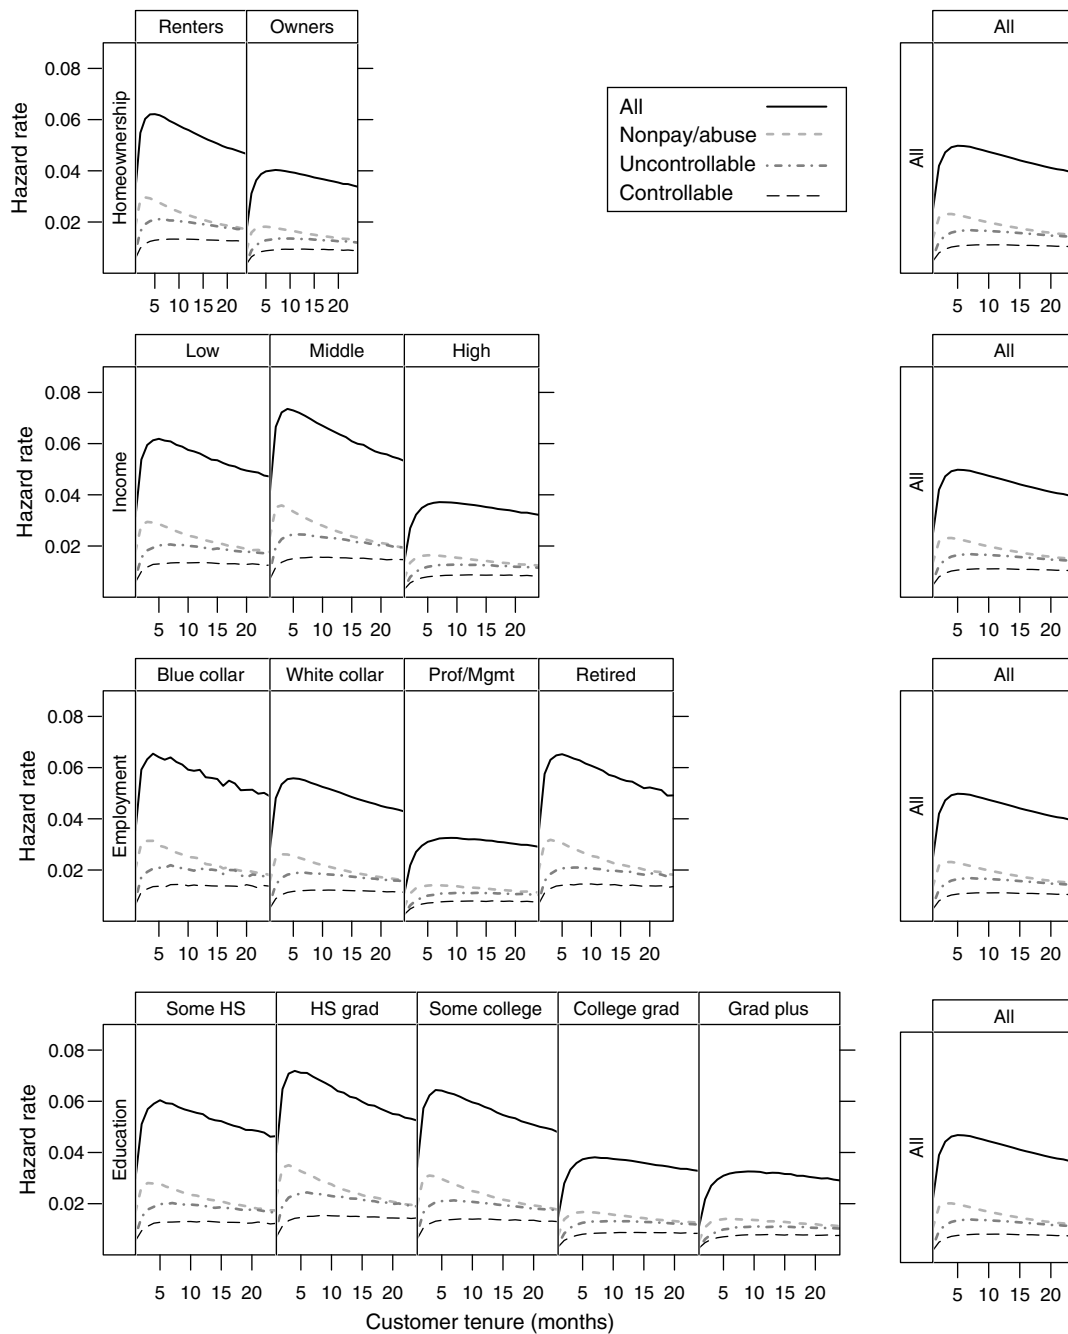 Renters Owners All
0.08
0.06
0.04
0.02
Hazard rate
Homeownership
All
Nonpay/abuse
Uncontrollable
Controllable
All
5 10 15 20 5 10 15 20 5 10 15 20
Low Middle High All
0.08
0.06
0.04
0.02
Hazard rate
Income
All
5 10 15 20 5 10 15 20 5 10 15 20 5 10 15 20
Blue collar White collar Prof/Mgmt Retired All
0.08
0.06
0.04
0.02
Hazard rate
Employment
All
5 10 15 20 5 10 15 20 5 10 15 20 5 10 15 20 5 10 15 20
Some HS HS grad Some college College grad Grad plus All
0.08
0.06
0.04
0.02
Hazard rate
Education
All
5 10 15 20 5 10 15 20 5 10 15 20 5 10 15 20 5 10 15 20 5 10 15 20
Customer tenure (months)